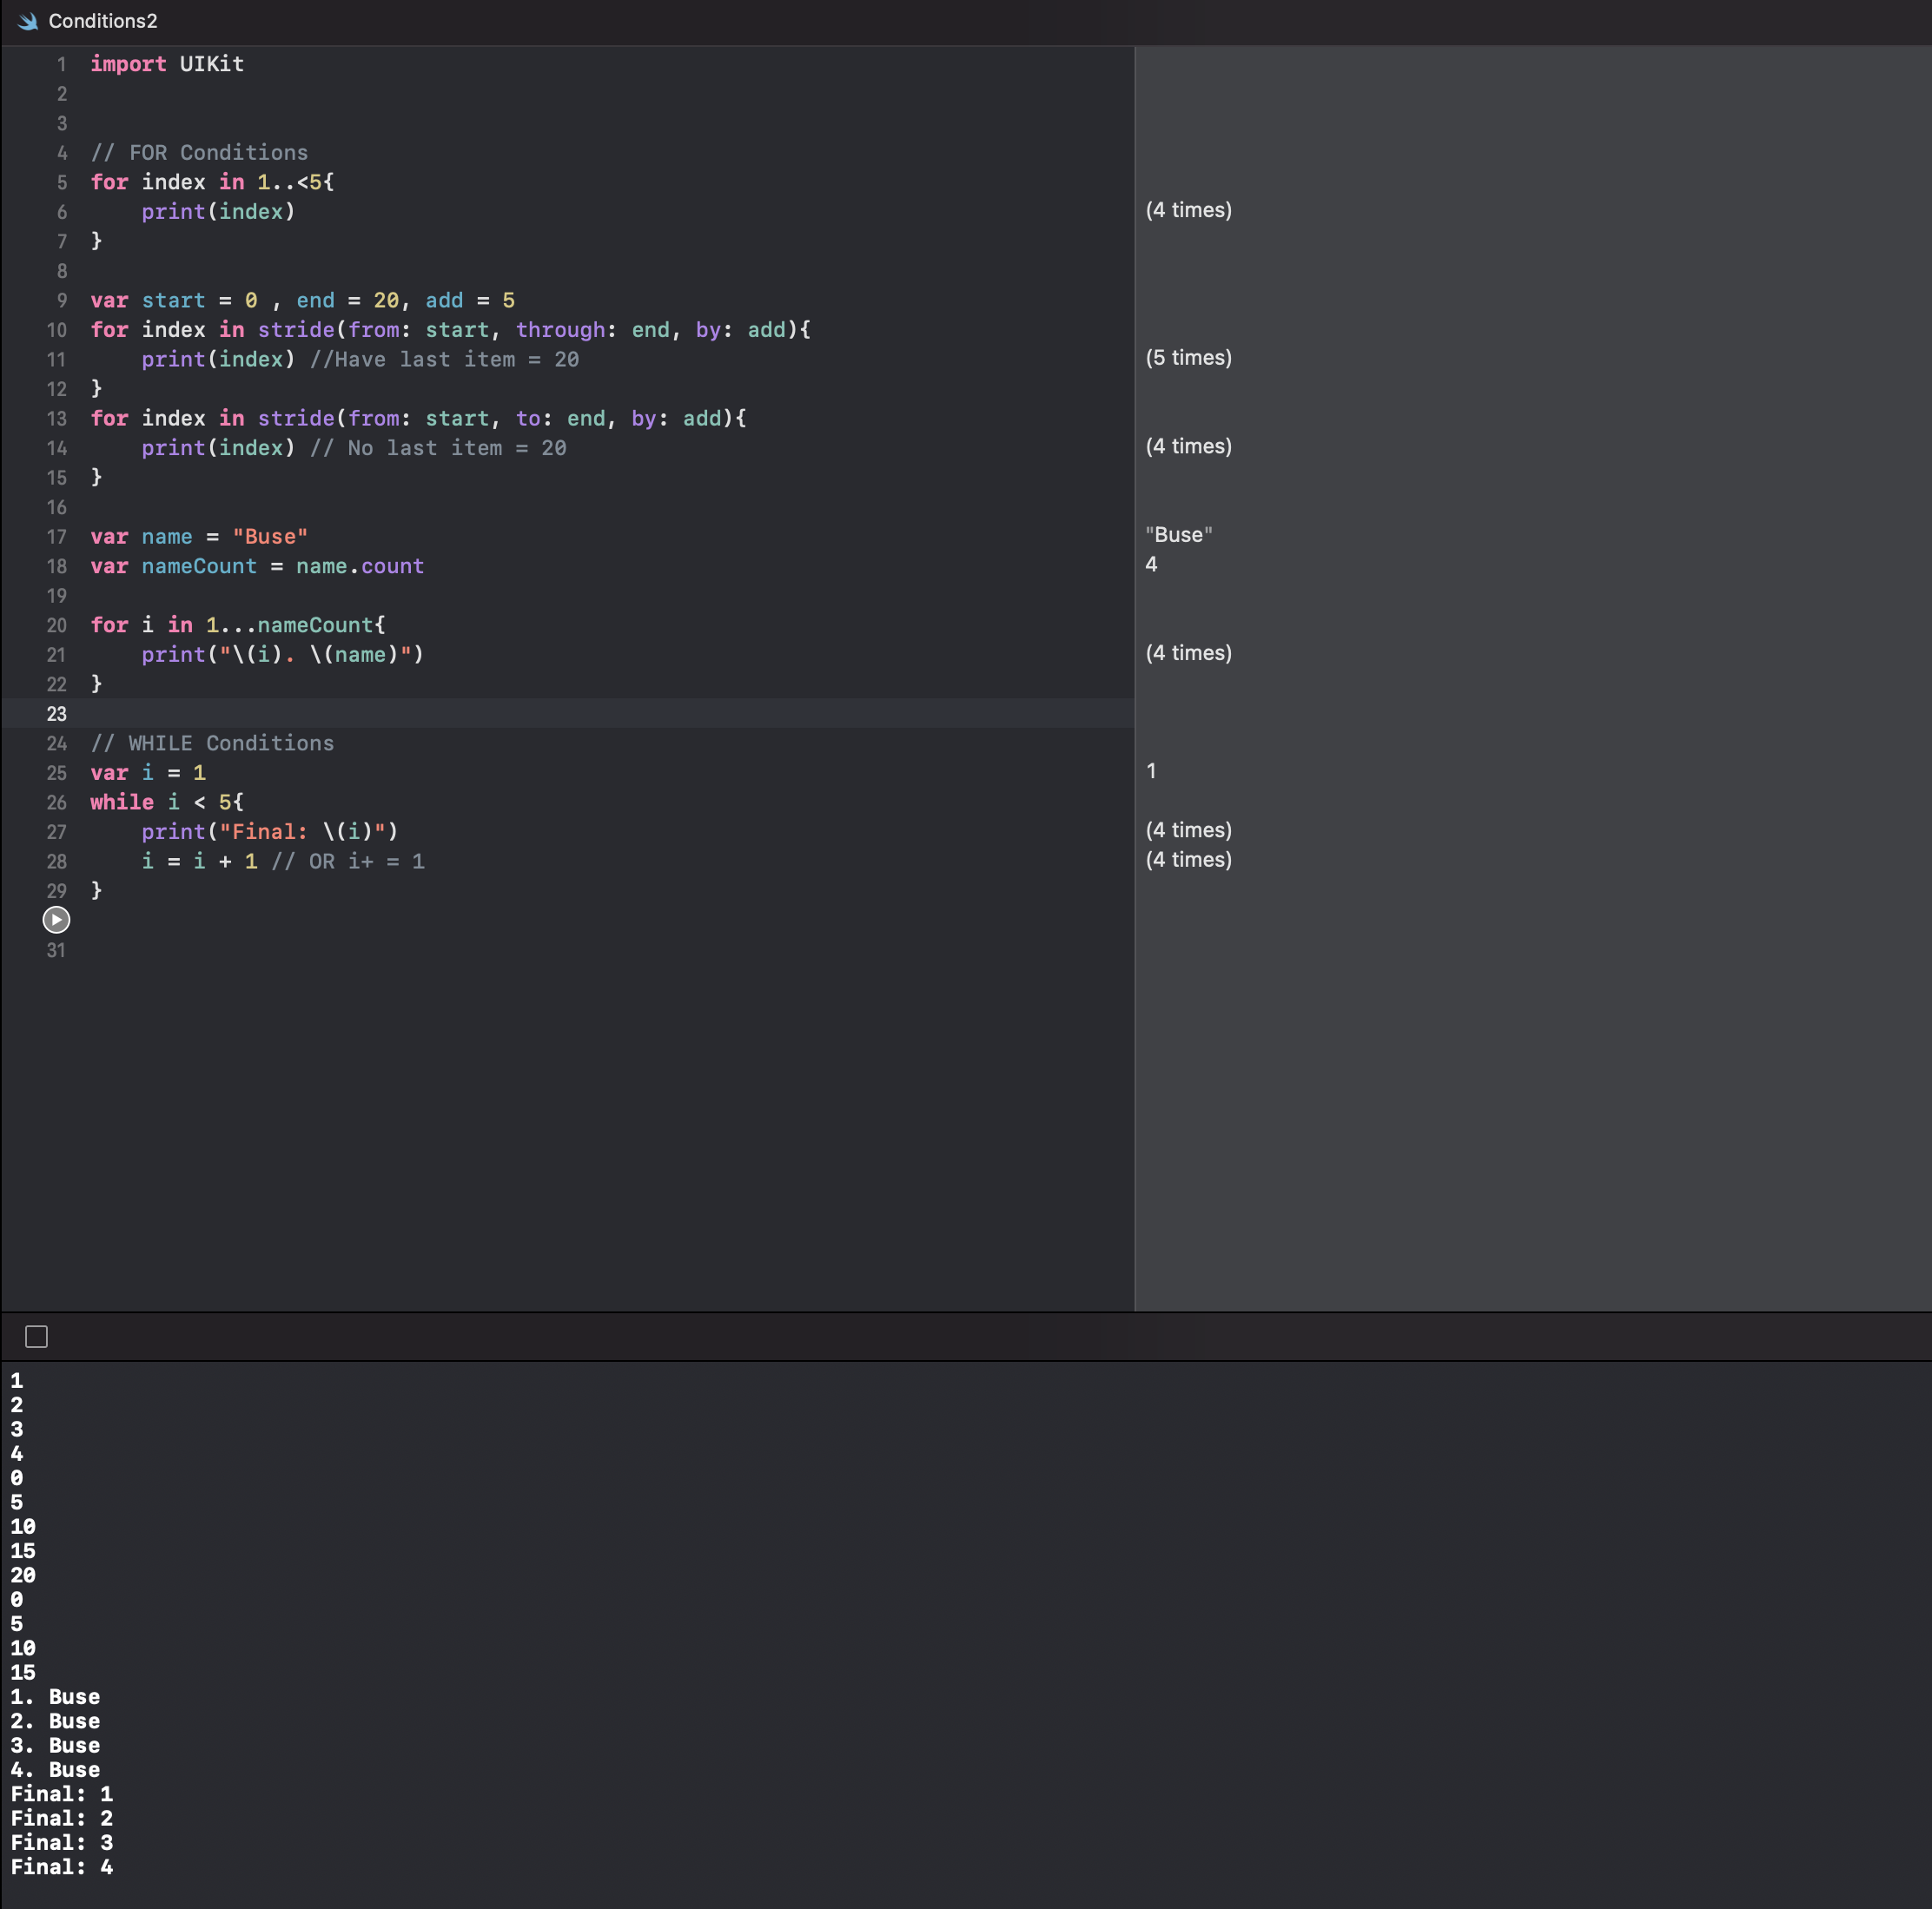 Conditions2
1 import UIKit
2
3
4 // FOR Conditions
5 for index in 1..<5{
6 print(index) (4 times)
7 }
8
9 var start = 0 , end = 20, add = 5
10 for index in stride(from: start, through: end, by: add){
11 print(index) //Have last item = 20 (5 times)
12 }
13 for index in stride(from: start, to: end, by: add){
14 print(index) // No last item = 20 (4 times)
15 }
16
17 var name = "Buse" "Buse"
18 var nameCount = name.count 4
19
20 for i in 1...nameCount{
21 print("\(i). \(name)") (4 times)
22 }
23
24 // WHILE Conditions
25 var i = 1 1
26 while i < 5{
27 print("Final: \(i)") (4 times)
28 i = i + 1 // OR i+ = 1 (4 times)
29 }
31
1
2
3
4
0
5
10
15
20
0
5
10
15
1. Buse
2. Buse
3. Buse
4. Buse
Final: 1
Final: 2
Final: 3
Final: 4